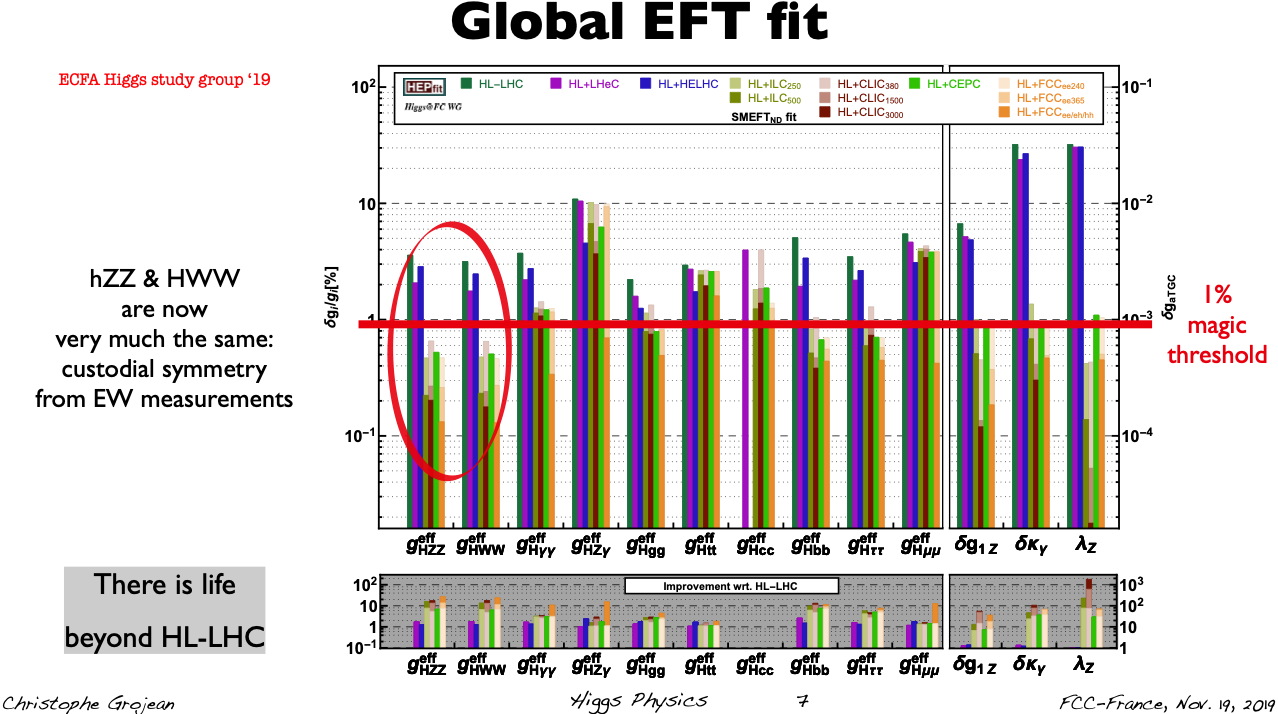 Global EFT fit
ECFA Higgs study group ‘19
HEPfit
Higgs@FC WG
HL−LHC
HL+LHeC
HL+HELHC
HL+ILC250
HL+ILC500
HL+CLIC380
HL+CLIC1500
HL+CLIC3000
HL+CEPC
HL+FCCee240
HL+FCCee365
HL+FCCee/eh/hh
SMEFTND fit
10²
10
1
10⁻¹
δgi/gi[%]
10⁻¹
10⁻²
10⁻³
10⁻⁴
δgaTGC
hZZ & HWW
are now
very much the same:
custodial symmetry
from EW measurements
1%
magic
threshold
geffHZZ geffHWW geffHγγ geffHZγ geffHgg geffHtt geffHcc geffHbb geffHττ geffHμμ δg1Z δκγ λZ
There is life
beyond HL-LHC
Improvement wrt. HL−LHC
10²
10
1
10⁻¹
10³
10²
10
1
geffHZZ geffHWW geffHγγ geffHZγ geffHgg geffHtt geffHcc geffHbb geffHττ geffHμμ δg1Z δκγ λZ
Christophe Grojean Higgs Physics 7 FCC-France, Nov. 19, 2019